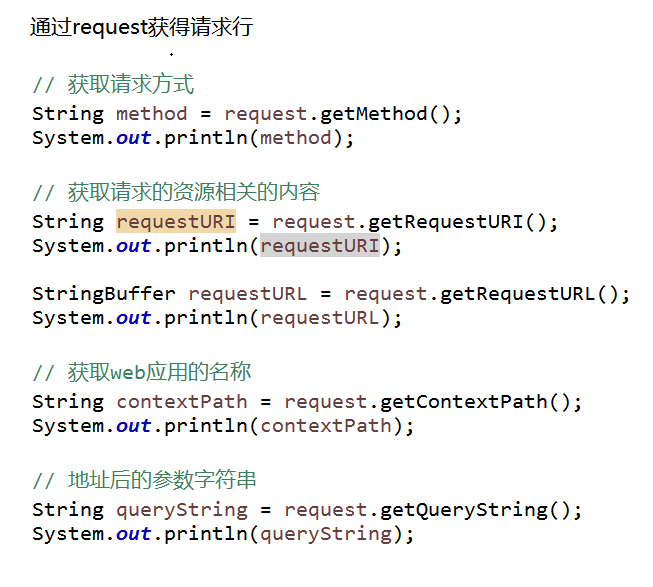 通过request获得请求行
// 获取请求方式
String method = request.getMethod();
System.out.println(method);
// 获取请求的资源相关的内容
String requestURI = request.getRequestURI();
System.out.println(requestURI);
StringBuffer requestURL = request.getRequestURL();
System.out.println(requestURL);
// 获取web应用的名称
String contextPath = request.getContextPath();
System.out.println(contextPath);
// 地址后的参数字符串
String queryString = request.getQueryString();
System.out.println(queryString);